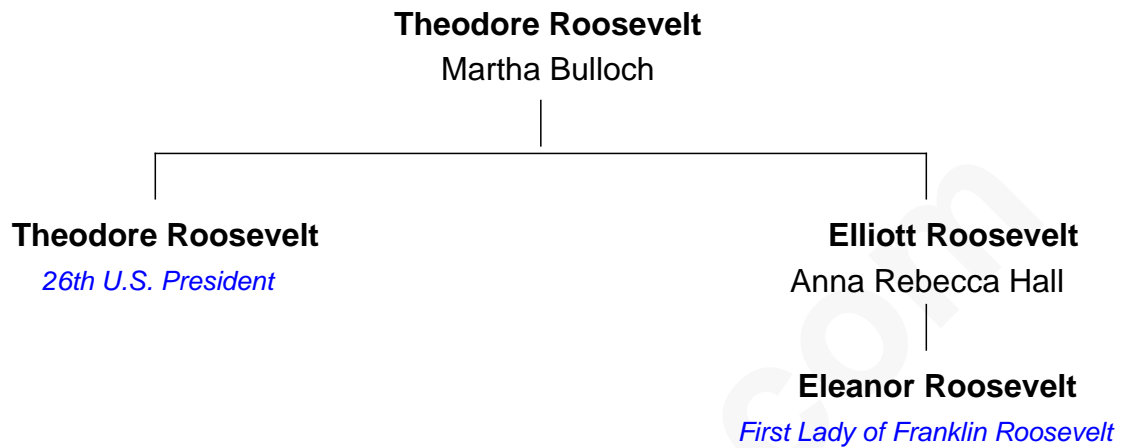 Theodore Roosevelt
Martha Bulloch
Theodore Roosevelt
26th U.S. President
Elliott Roosevelt
Anna Rebecca Hall
Eleanor Roosevelt
First Lady of Franklin Roosevelt
com